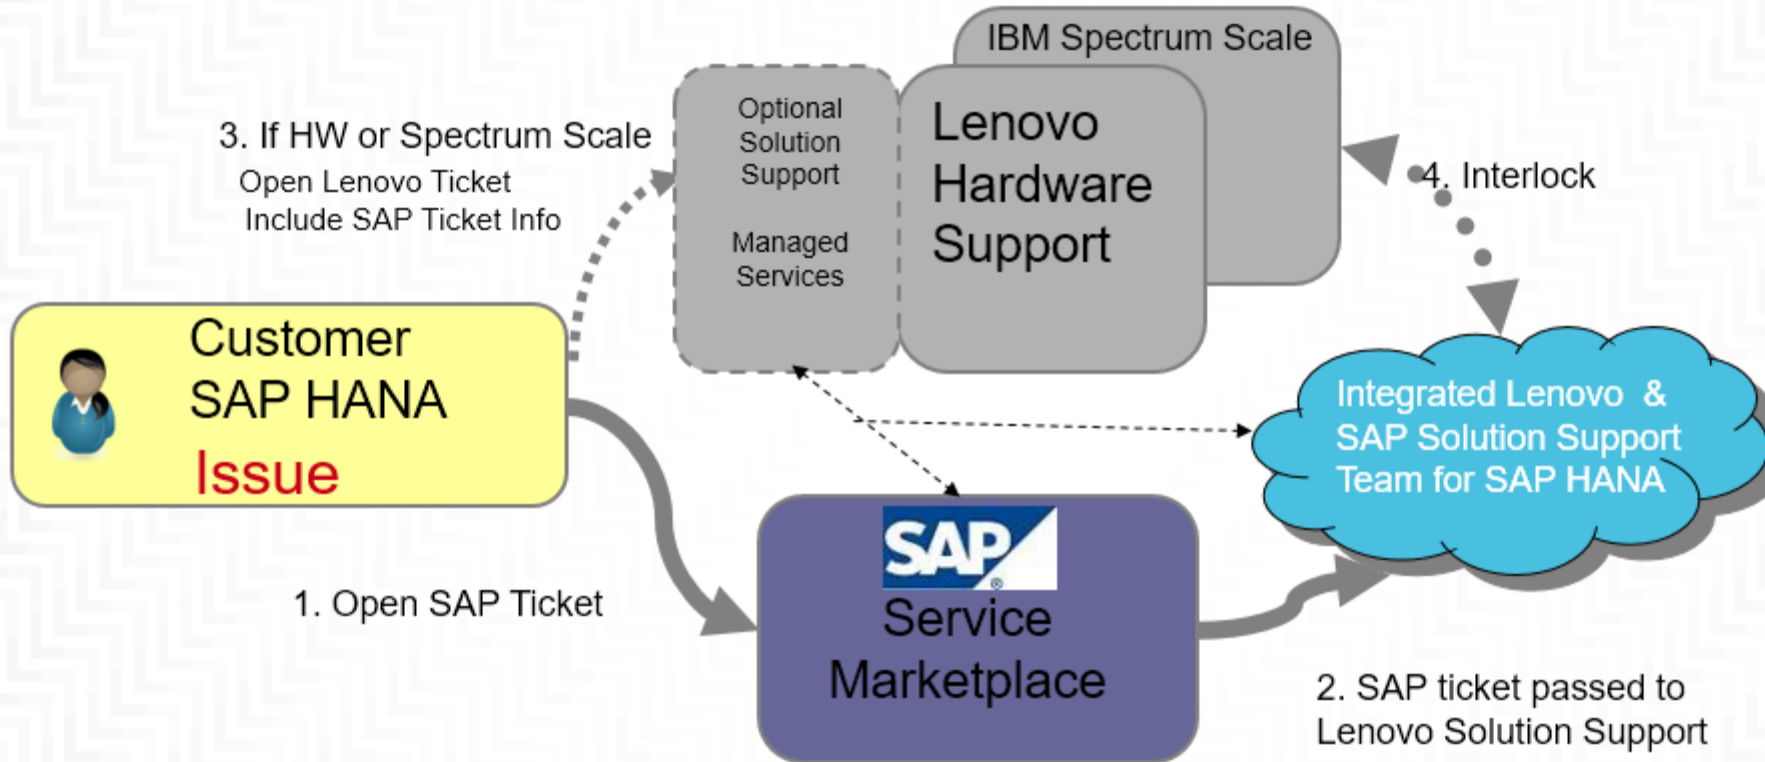 IBM Spectrum Scale
Optional
Solution
Support
Managed
Services
Lenovo
Hardware
Support
3. If HW or Spectrum Scale
Open Lenovo Ticket
Include SAP Ticket Info
4. Interlock
Customer
SAP HANA
Issue
Integrated Lenovo &
SAP Solution Support
Team for SAP HANA
1. Open SAP Ticket
SAP®
Service
Marketplace
2. SAP ticket passed to
Lenovo Solution Support